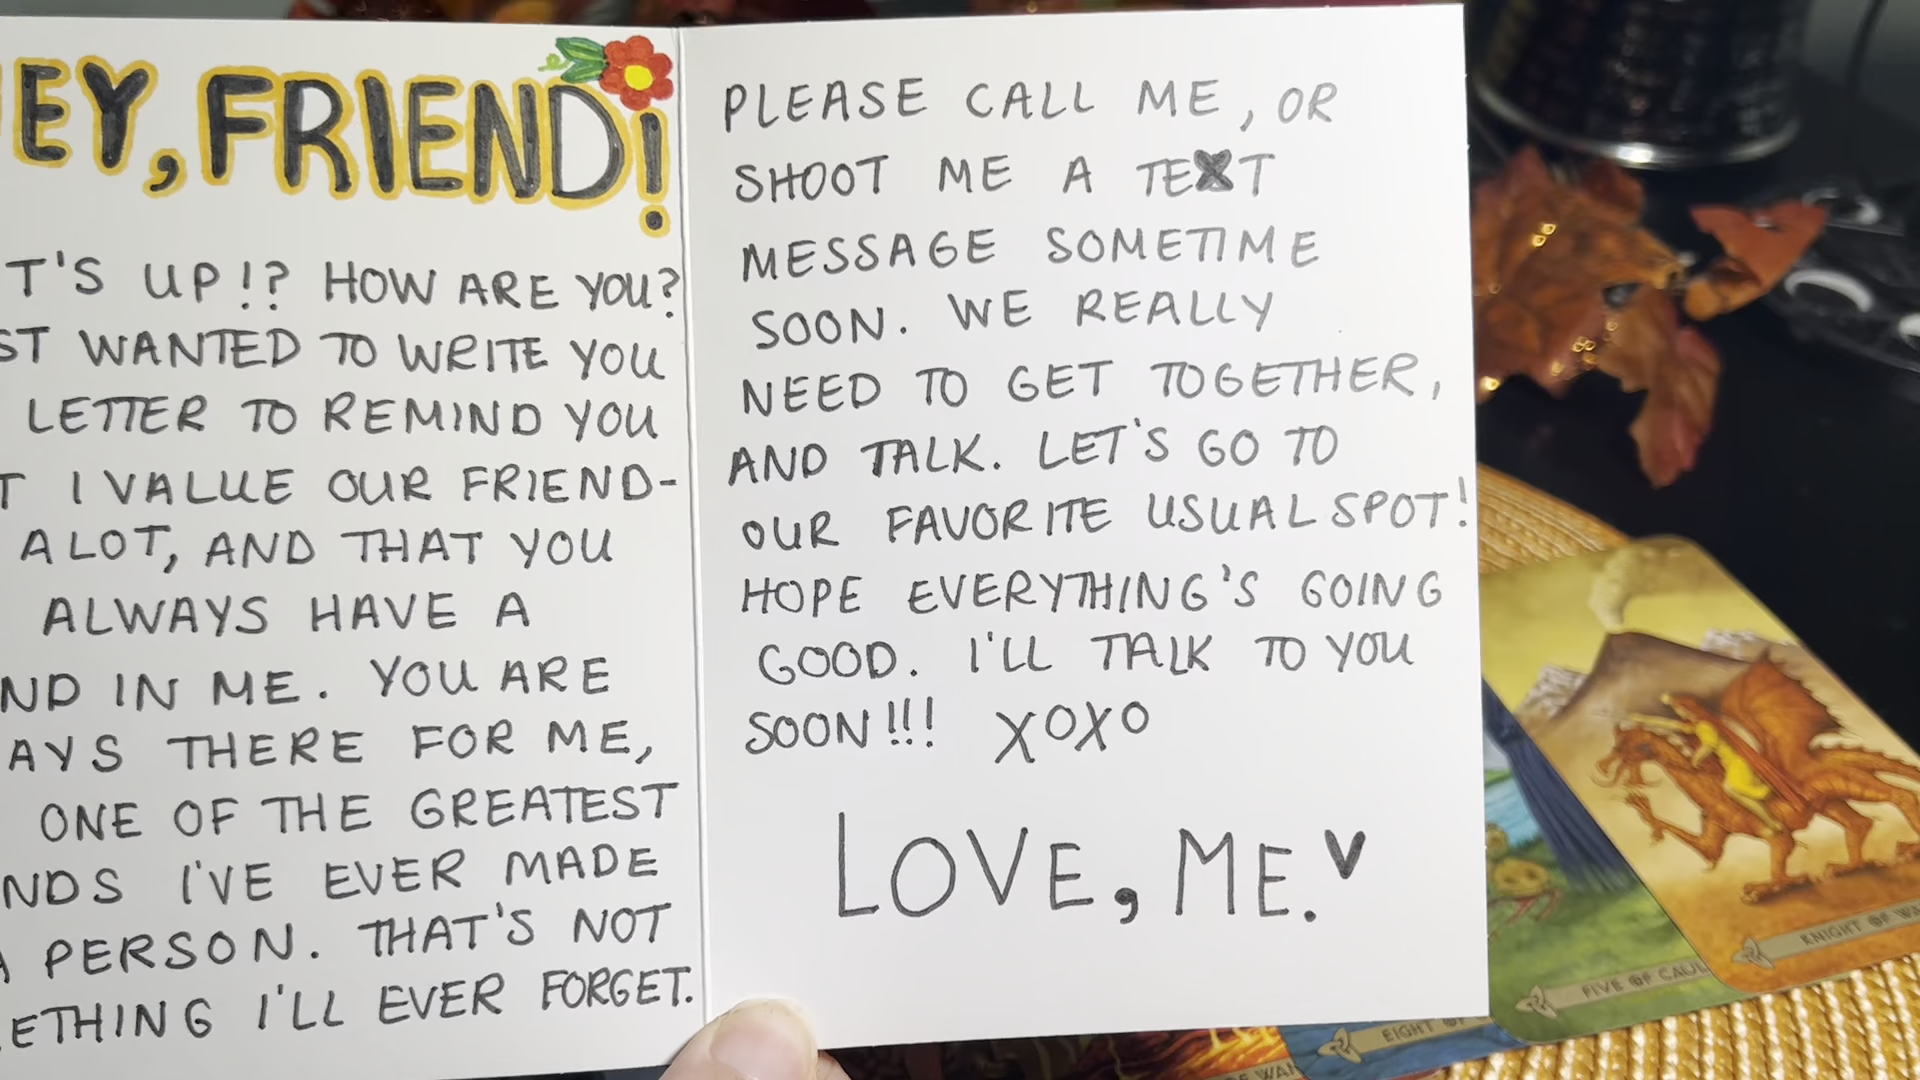 EY, FRIEND!
T'S UP!? HOW ARE YOU?
ST WANTED TO WRITE YOU
LETTER TO REMIND YOU
T I VALUE OUR FRIEND-
ALOT, AND THAT YOU
ALWAYS HAVE A
ND IN ME. YOU ARE
AYS THERE FOR ME,
ONE OF THE GREATEST
NDS I'VE EVER MADE
A PERSON. THAT'S NOT
ETHING I'LL EVER FORGET.
PLEASE CALL ME, OR
SHOOT ME A TEXT
MESSAGE SOMETIME
SOON. WE REALLY
NEED TO GET TOGETHER,
AND TALK. LET'S GO TO
OUR FAVORITE USUAL SPOT!
HOPE EVERYTHING'S GOING
GOOD. I'LL TALK TO YOU
SOON!!! XOXO
LOVE, ME.♥
KNIGHT OF WA
FIVE OF CAUL
EIGHT OF
OF WAN